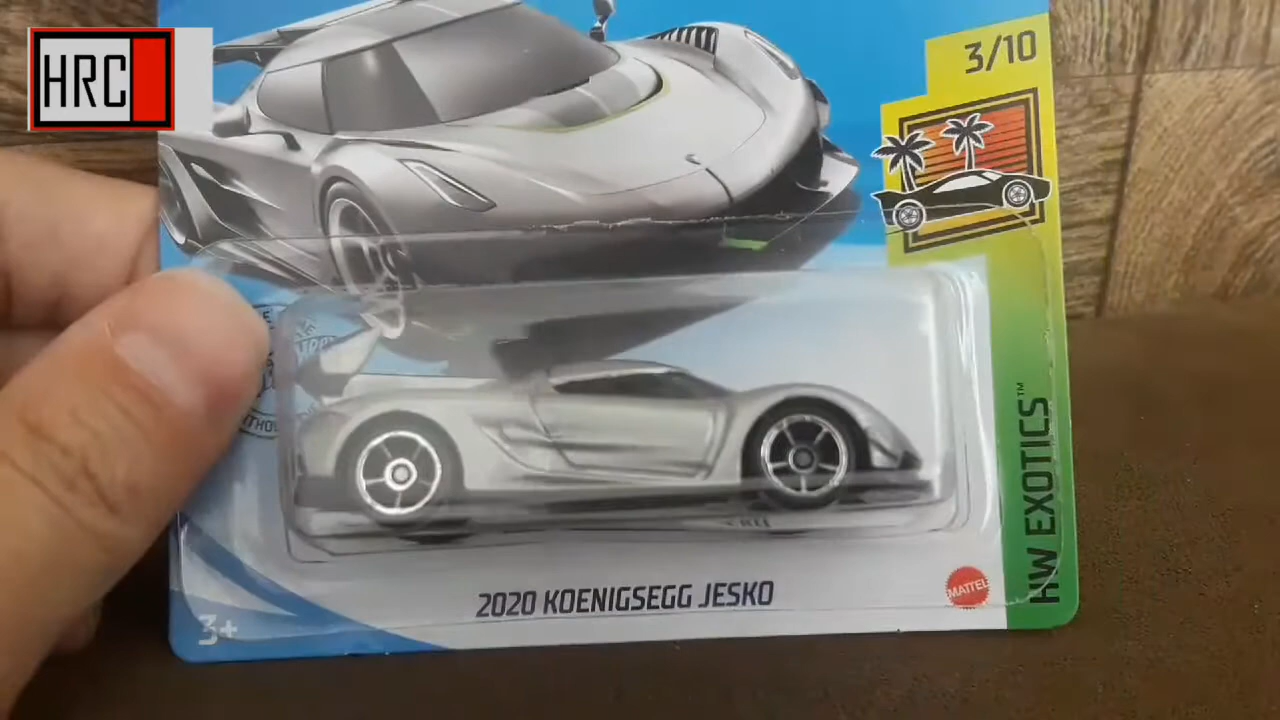 HRC
3/10
HW EXOTICS™
2020 KOENIGSEGG JESKO
MATTEL
3+